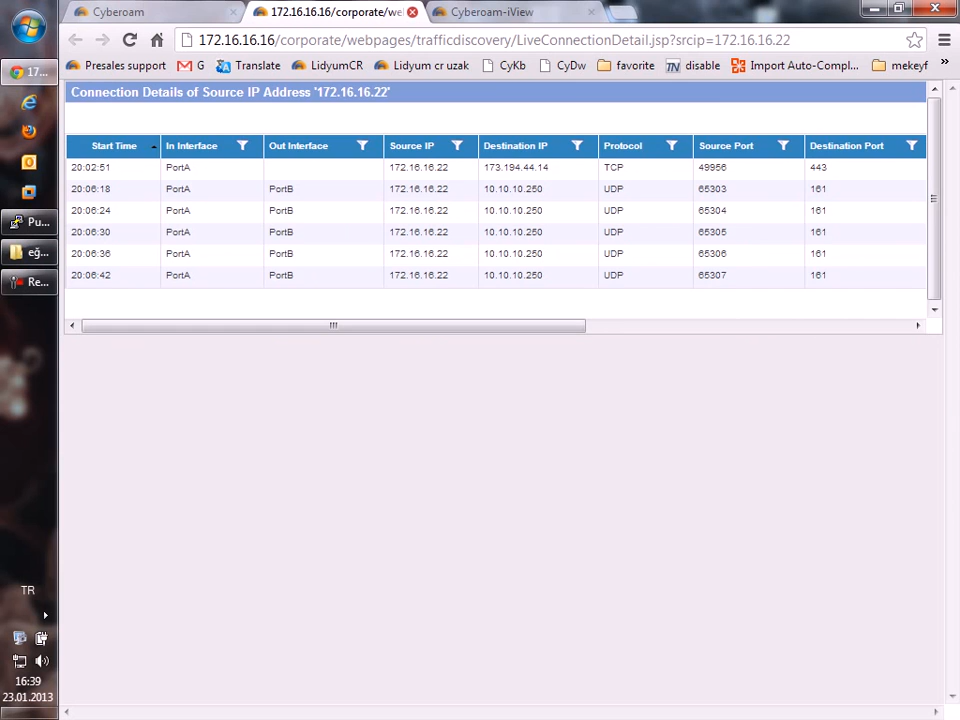 Cyberoam
172.16.16.16/corporate/we
Cyberoam-iView
172.16.16.16/corporate/webpages/trafficdiscovery/LiveConnectionDetail.jsp?srcip=172.16.16.22
Presales support G Translate LidyumCR Lidyum cr uzak CyKb CyDw favorite TN disable Import Auto-Compl... mekeyf »
17...
Pu...
eğ...
Re...
Connection Details of Source IP Address '172.16.16.22'
Start Time In Interface Out Interface Source IP Destination IP Protocol Source Port Destination Port
20:02:51 PortA 172.16.16.22 173.194.44.14 TCP 49956 443
20:06:18 PortA PortB 172.16.16.22 10.10.10.250 UDP 65303 161
20:06:24 PortA PortB 172.16.16.22 10.10.10.250 UDP 65304 161
20:06:30 PortA PortB 172.16.16.22 10.10.10.250 UDP 65305 161
20:06:36 PortA PortB 172.16.16.22 10.10.10.250 UDP 65306 161
20:06:42 PortA PortB 172.16.16.22 10.10.10.250 UDP 65307 161
TR
16:39
23.01.2013